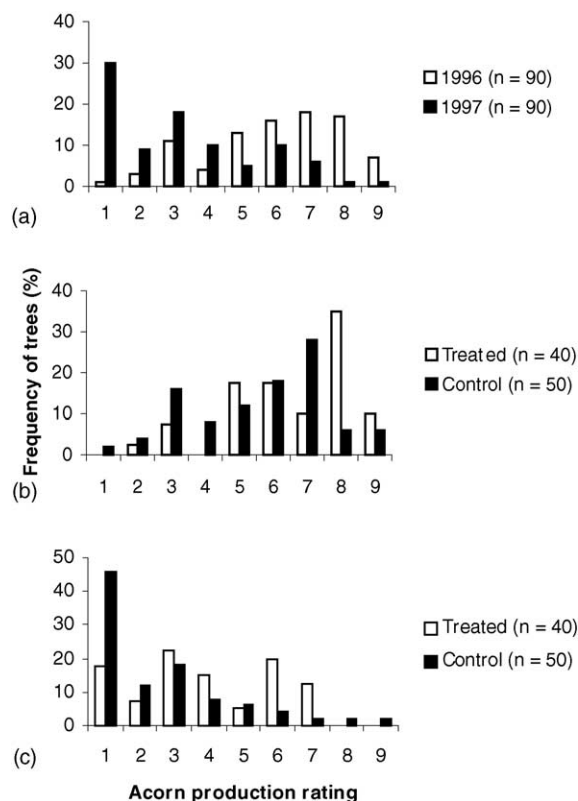 40
30
20
10
0
1 2 3 4 5 6 7 8 9
1996 (n = 90)
1997 (n = 90)
(a)
Frequency of trees (%)
40
30
20
10
0
1 2 3 4 5 6 7 8 9
Treated (n = 40)
Control (n = 50)
(b)
50
40
30
20
10
0
1 2 3 4 5 6 7 8 9
Treated (n = 40)
Control (n = 50)
(c)
Acorn production rating